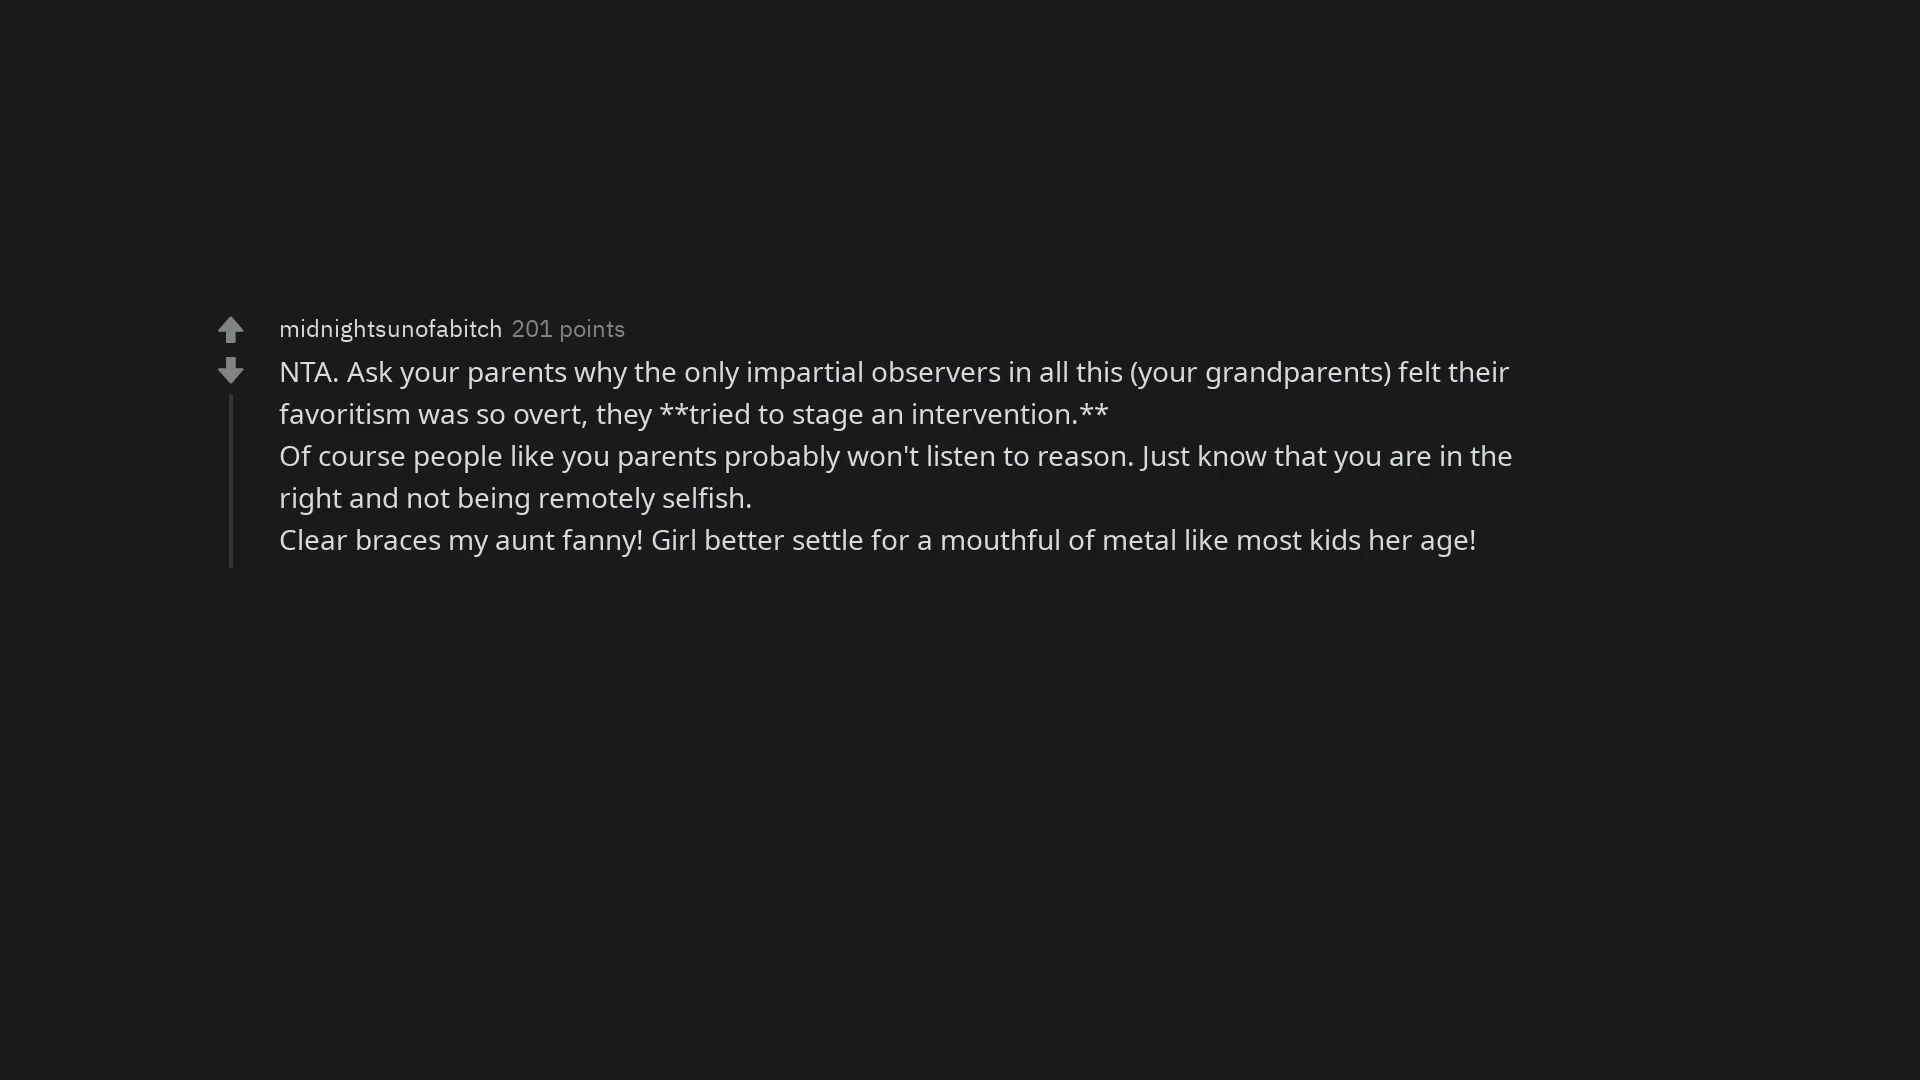 midnightsunofabitch 201 points
NTA. Ask your parents why the only impartial observers in all this (your grandparents) felt their
favoritism was so overt, they **tried to stage an intervention.**
Of course people like you parents probably won't listen to reason. Just know that you are in the
right and not being remotely selfish.
Clear braces my aunt fanny! Girl better settle for a mouthful of metal like most kids her age!